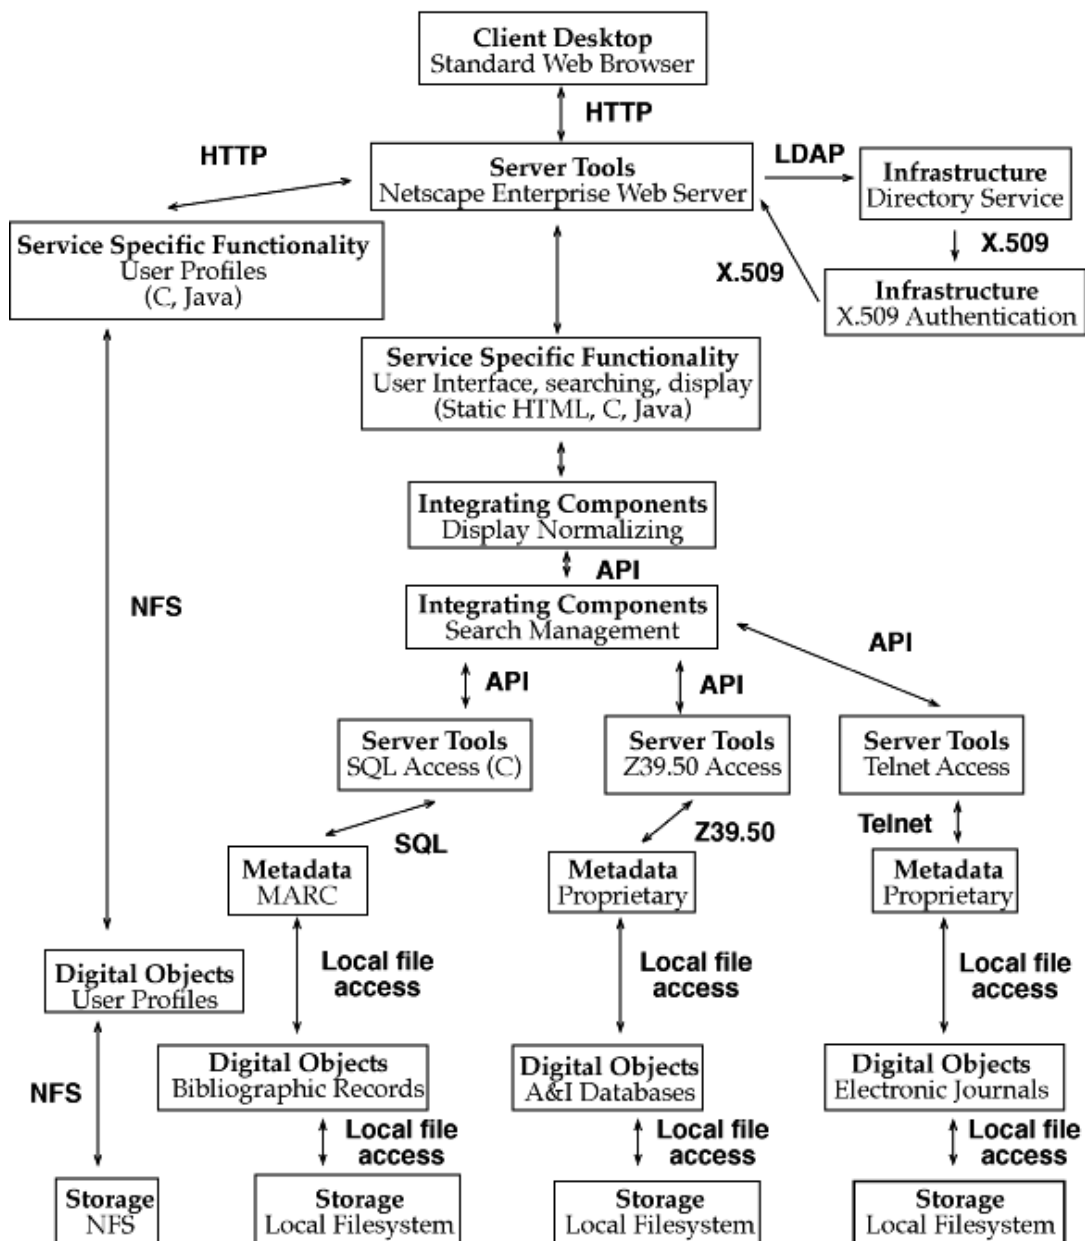 Client Desktop
Standard Web Browser
HTTP
HTTP
Server Tools
Netscape Enterprise Web Server
LDAP
Infrastructure
Directory Service
Service Specific Functionality
User Profiles
(C, Java)
X.509
X.509
Infrastructure
X.509 Authentication
Service Specific Functionality
User Interface, searching, display
(Static HTML, C, Java)
Integrating Components
Display Normalizing
API
NFS
Integrating Components
Search Management
API
API
API
Server Tools
SQL Access (C)
Server Tools
Z39.50 Access
Server Tools
Telnet Access
SQL
Z39.50
Telnet
Metadata
MARC
Metadata
Proprietary
Metadata
Proprietary
Digital Objects
User Profiles
Local file
access
Local file
access
Local file
access
NFS
Digital Objects
Bibliographic Records
Digital Objects
A&I Databases
Digital Objects
Electronic Journals
Local file
access
Local file
access
Local file
access
Storage
NFS
Storage
Local Filesystem
Storage
Local Filesystem
Storage
Local Filesystem